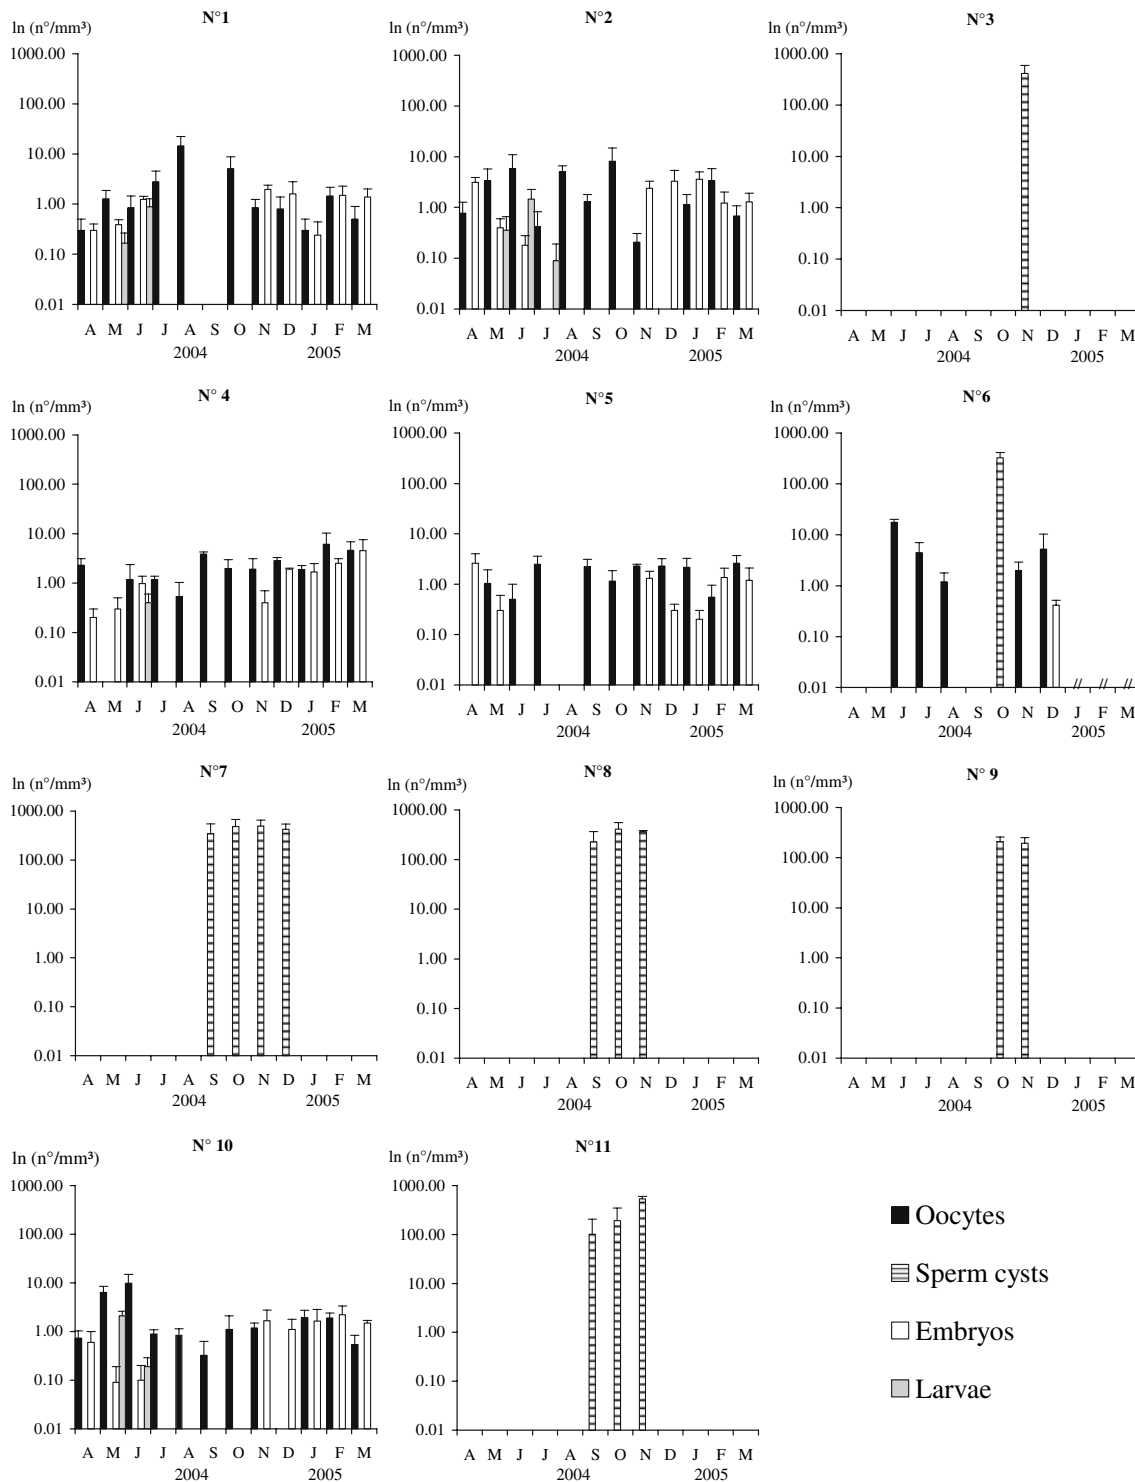 N°1
ln (n°/mm³)
1000.00
100.00
10.00
1.00
0.10
0.01
A M J J A S O N D J F M
2004 2005
N°2
ln (n°/mm³)
1000.00
100.00
10.00
1.00
0.10
0.01
A M J J A S O N D J F M
2004 2005
N°3
ln (n°/mm³)
1000.00
100.00
10.00
1.00
0.10
0.01
A M J J A S O N D J F M
2004 2005
N° 4
ln (n°/mm³)
1000.00
100.00
10.00
1.00
0.10
0.01
A M J J A S O N D J F M
2004 2005
N°5
ln (n°/mm³)
1000.00
100.00
10.00
1.00
0.10
0.01
A M J J A S O N D J F M
2004 2005
N°6
ln (n°/mm³)
1000.00
100.00
10.00
1.00
0.10
0.01
A M J J A S O N D J F M
2004 2005
N°7
ln (n°/mm³)
1000.00
100.00
10.00
1.00
0.10
0.01
A M J J A S O N D J F M
2004 2005
N°8
ln (n°/mm³)
1000.00
100.00
10.00
1.00
0.10
0.01
A M J J A S O N D J F M
2004 2005
N° 9
ln (n°/mm³)
1000.00
100.00
10.00
1.00
0.10
0.01
A M J J A S O N D J F M
2004 2005
N° 10
ln (n°/mm³)
1000.00
100.00
10.00
1.00
0.10
0.01
A M J J A S O N D J F M
2004 2005
N°11
ln (n°/mm³)
1000.00
100.00
10.00
1.00
0.10
0.01
A M J J A S O N D J F M
2004 2005
Oocytes
Sperm cysts
Embryos
Larvae